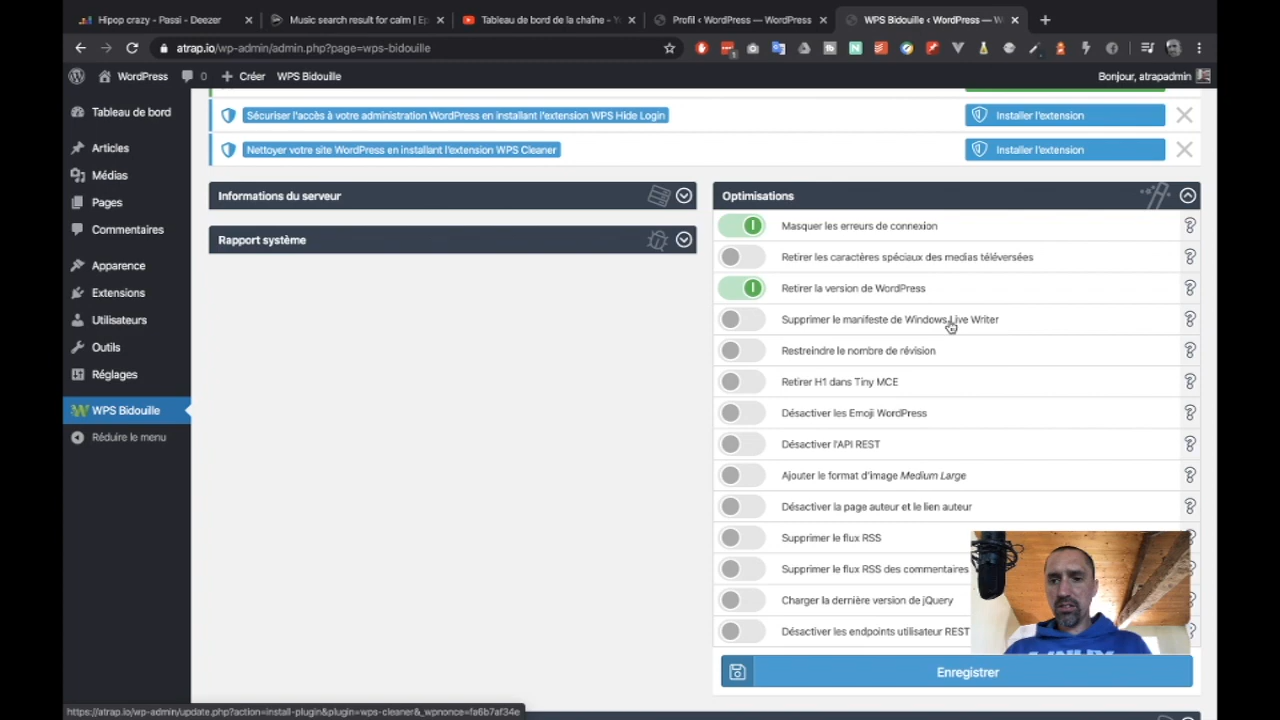 Hipop crazy - Passi - Deezer
Music search result for calm | Ep
Tableau de bord de la chaîne - Yo
Profil ‹ WordPress — WordPress
WPS Bidouille ‹ WordPress — W
atrap.io/wp-admin/admin.php?page=wps-bidouille
WordPress
0
Créer
WPS Bidouille
Bonjour, atrapadmin
Tableau de bord
Articles
Médias
Pages
Commentaires
Apparence
Extensions
Utilisateurs
Outils
Réglages
WPS Bidouille
Réduire le menu
Sécuriser l'accès à votre administration WordPress en installant l'extension WPS Hide Login
Installer l'extension
Nettoyer votre site WordPress en installant l'extension WPS Cleaner
Installer l'extension
Informations du serveur
Rapport système
Optimisations
Masquer les erreurs de connexion
Retirer les caractères spéciaux des medias téléversées
Retirer la version de WordPress
Supprimer le manifeste de Windows Live Writer
Restreindre le nombre de révision
Retirer H1 dans Tiny MCE
Désactiver les Emoji WordPress
Désactiver l'API REST
Ajouter le format d'image Medium Large
Désactiver la page auteur et le lien auteur
Supprimer le flux RSS
Supprimer le flux RSS des commentaires
Charger la dernière version de jQuery
Désactiver les endpoints utilisateur REST
Enregistrer
https://atrap.io/wp-admin/update.php?action=install-plugin&plugin=wps-cleaner&_wpnonce=fa6b7af34e